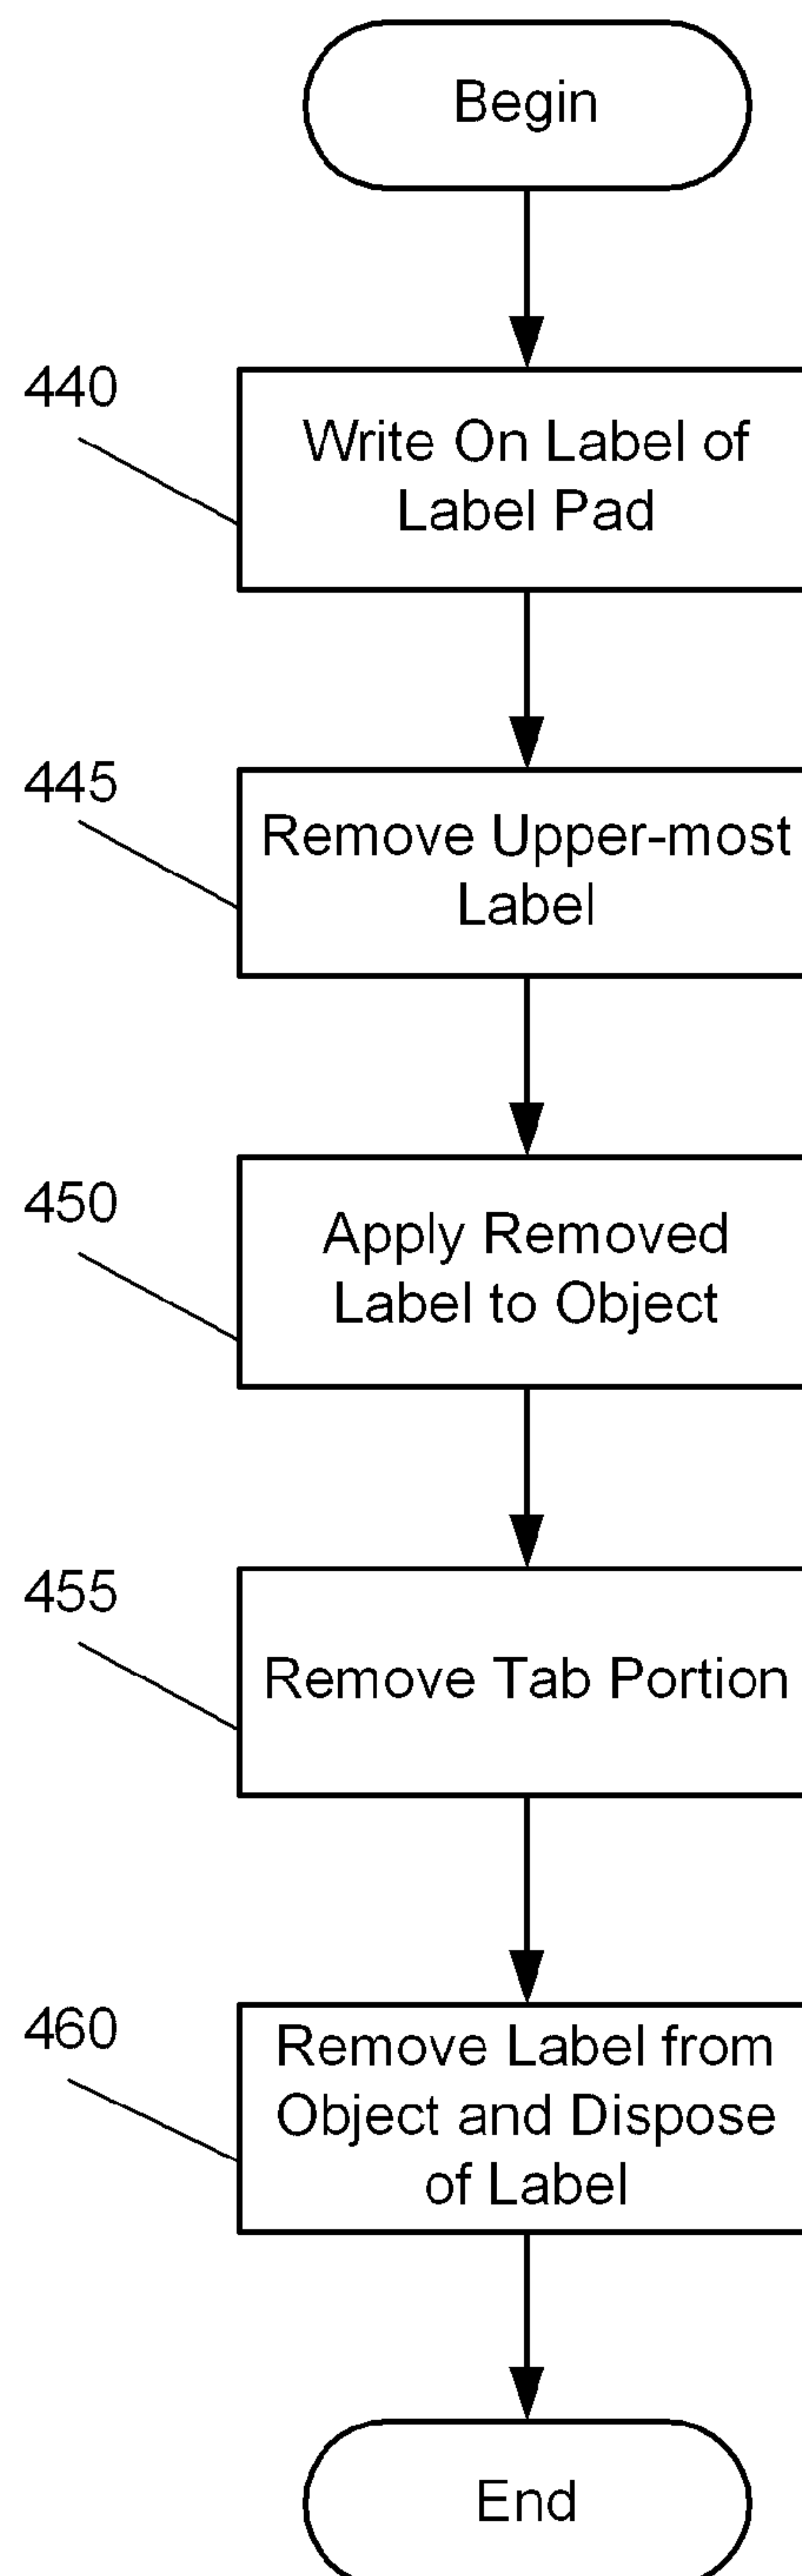 Begin
440
Write On Label of
Label Pad
445
Remove Upper-most
Label
450
Apply Removed
Label to Object
455
Remove Tab Portion
460
Remove Label from
Object and Dispose
of Label
End